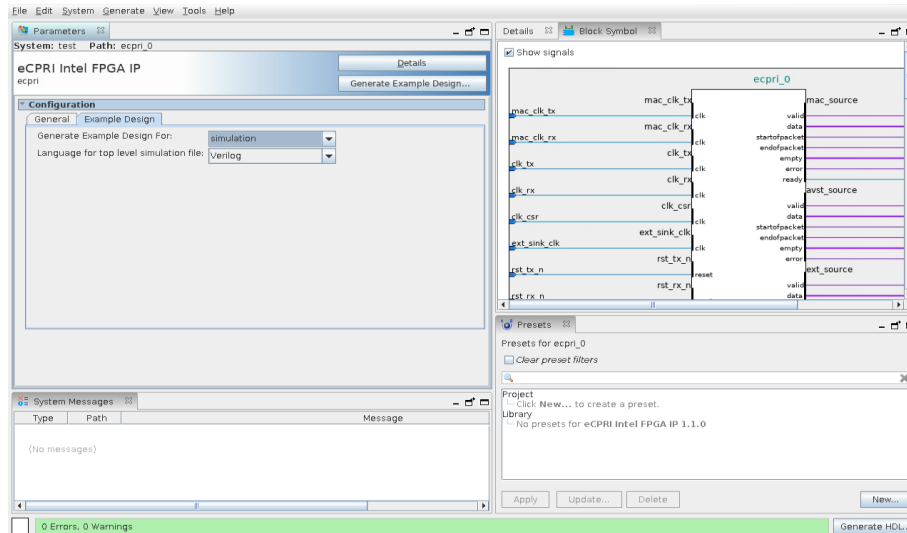 File Edit System Generate View Tools Help
Parameters
System: test Path: ecpri_0
eCPRI Intel FPGA IP
ecpri
Details
Generate Example Design...
Configuration
General Example Design
Generate Example Design For: simulation
Language for top level simulation file: Verilog
System Messages
Type Path Message
(No messages)
0 Errors, 0 Warnings
Details Block Symbol
Show signals
ecpri_0
mac_clk_tx mac_source
mac_clk_tx clk valid
mac_clk_rx data
mac_clk_rx clk startofpacket
endofpacket
clk_tx empty
clk_tx clk error
clk_rx ready
clk_rx clk avst_source
clk_csr valid
clk_csr clk data
ext_sink_clk startofpacket
endofpacket
ext_sink_clk clk empty
rst_tx_n error
rst_tx_n reset ext_source
rst_rx_n valid
rst_rx_n data
Presets
Presets for ecpri_0
Clear preset filters
Project
Click New... to create a preset.
Library
No presets for eCPRI Intel FPGA IP 1.1.0
Apply Update... Delete New...
Generate HDL..